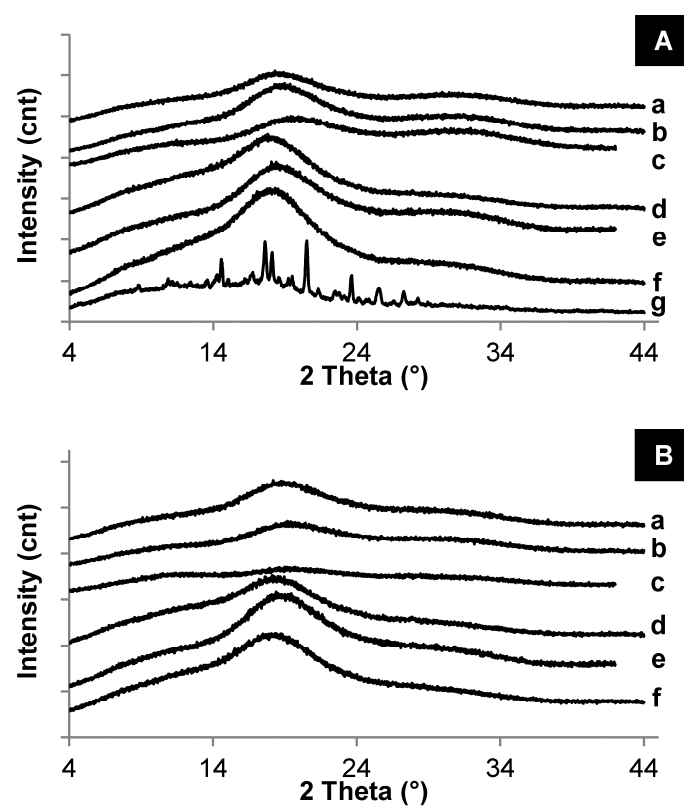 A
Intensity (cnt)
a
b
c
d
e
f
g
4 14 24 34 44
2 Theta (°)
B
Intensity (cnt)
a
b
c
d
e
f
4 14 24 34 44
2 Theta (°)